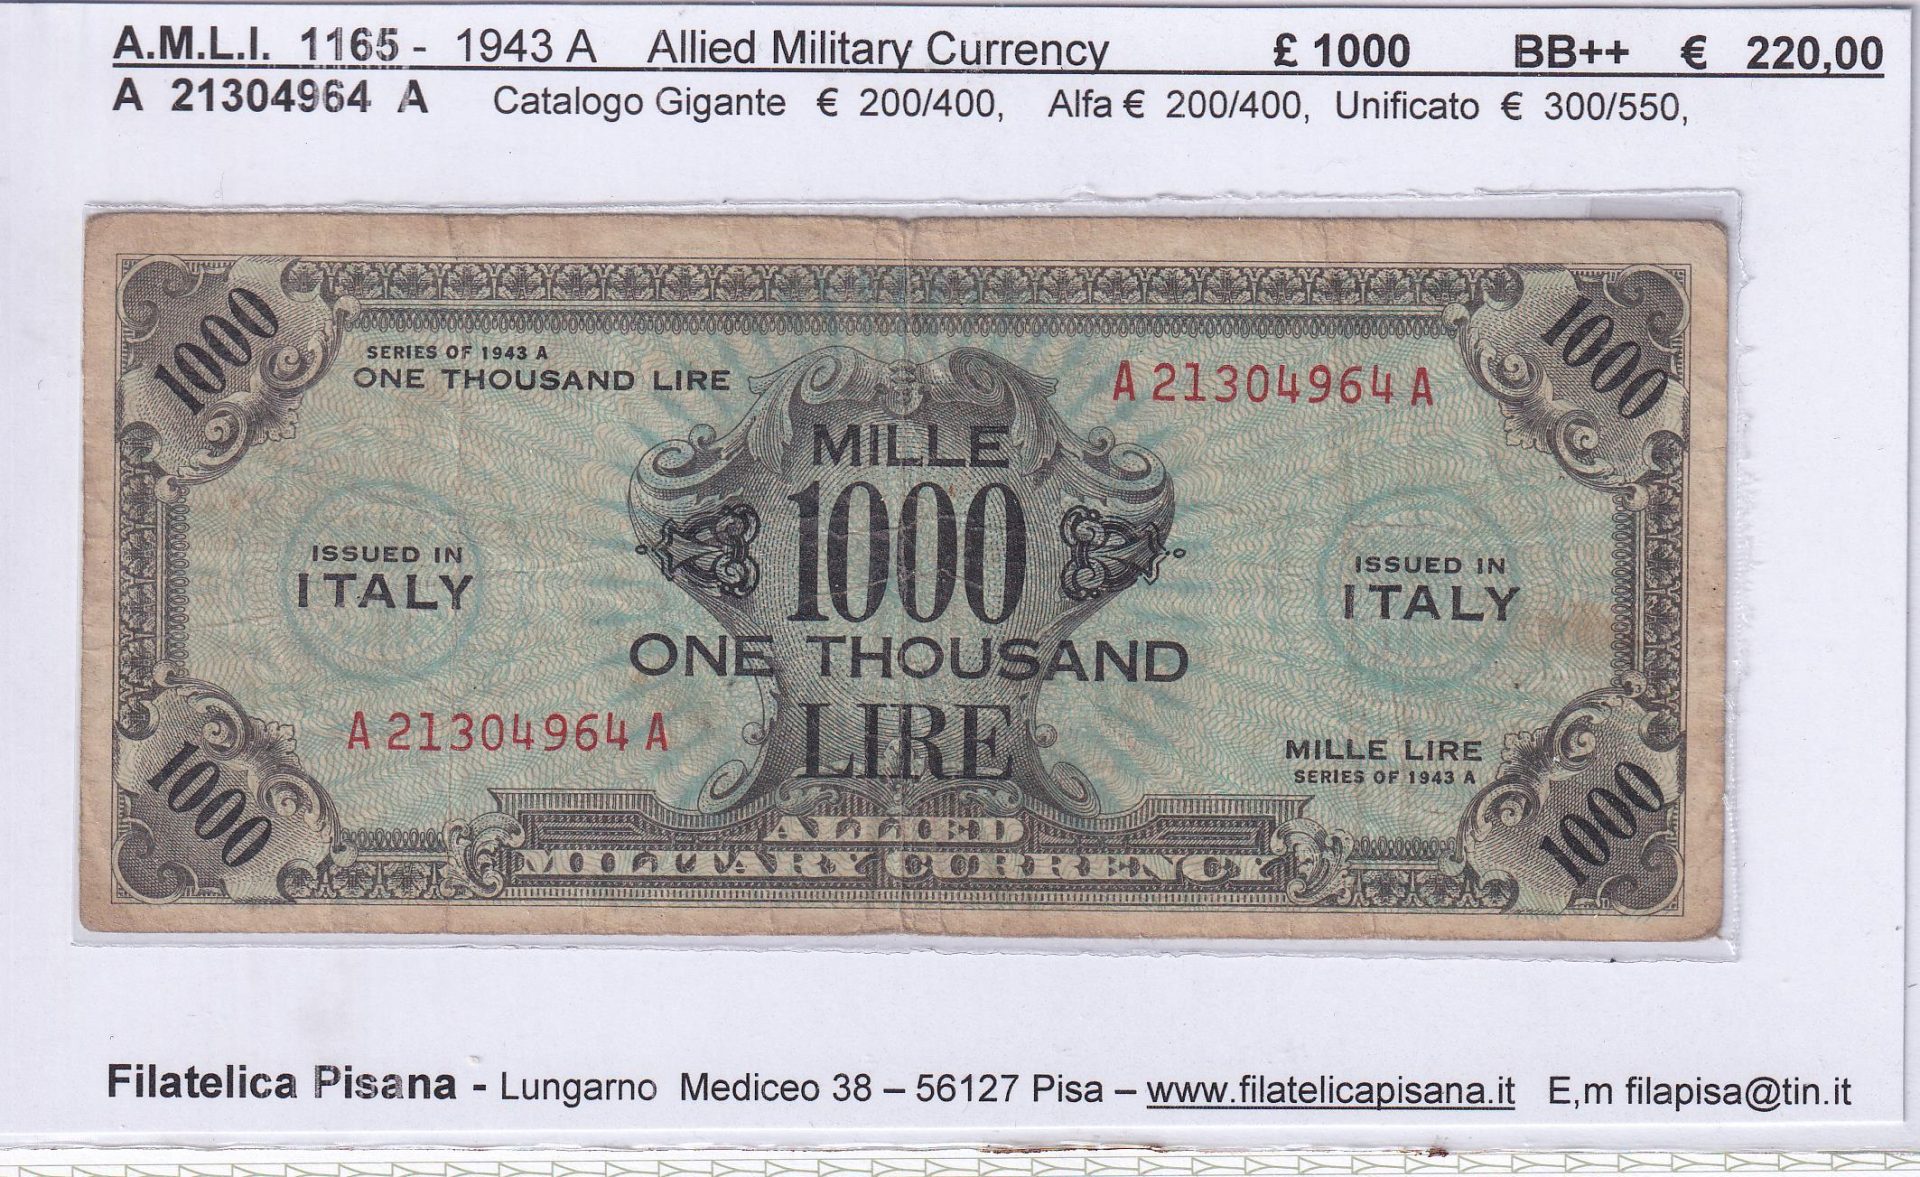 A.M.L.I. 1165 - 1943 A Allied Military Currency £ 1000 BB++ € 220,00
A 21304964 A Catalogo Gigante € 200/400, Alfa € 200/400, Unificato € 300/550,
1000
1000
SERIES OF 1943 A
ONE THOUSAND LIRE
A 21304964 A
MILLE
1000
ISSUED IN
ITALY
ISSUED IN
ITALY
ONE THOUSAND
LIRE
A 21304964 A
MILLE LIRE
SERIES OF 1943 A
1000
1000
ALLIED
MILITARY CURRENCY
Filatelica Pisana - Lungarno Mediceo 38 – 56127 Pisa – www.filatelicapisana.it E,m filapisa@tin.it